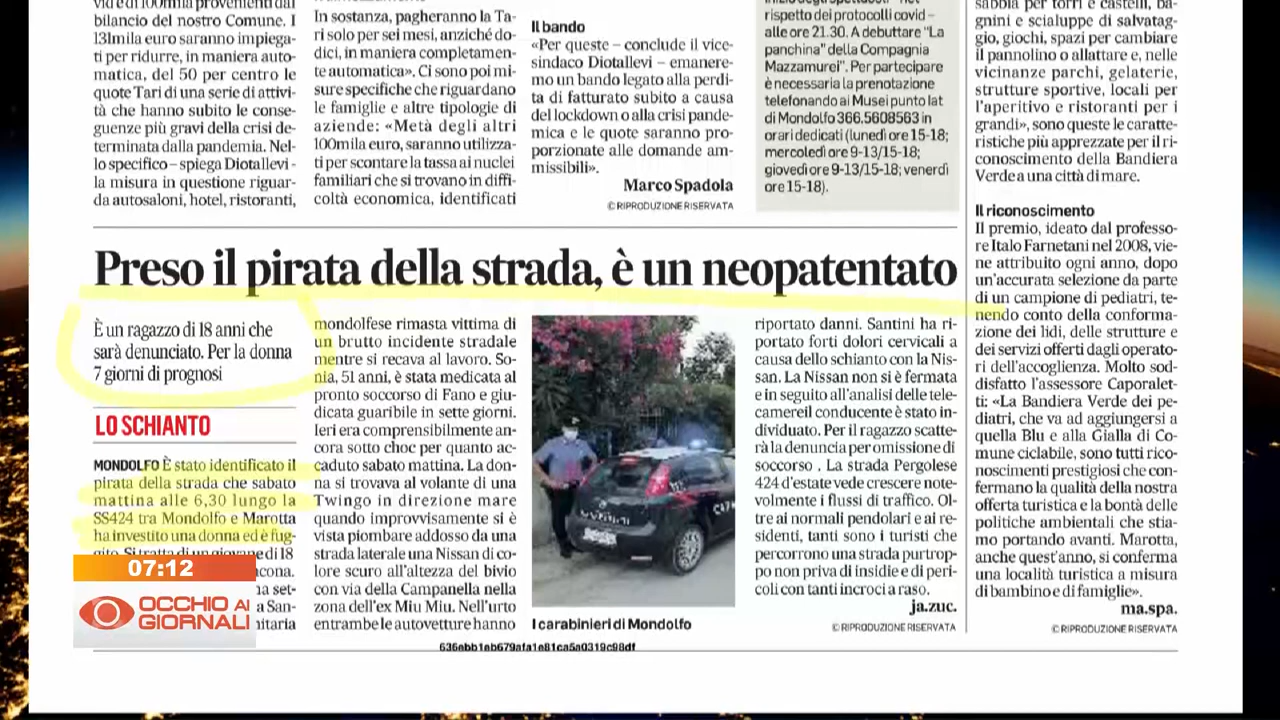 vid e di 100mila provenienti dal
bilancio del nostro Comune. I
131mila euro saranno impiega-
ti per ridurre, in maniera auto-
matica, del 50 per cento le
quote Tari di una serie di attivi-
tà che hanno subito le conse-
guenze più gravi della crisi de-
terminata dalla pandemia. Nel-
lo specifico – spiega Diotallevi -
la misura in questione riguar-
da autosaloni, hotel, ristoranti,
In sostanza, pagheranno la Ta-
ri solo per sei mesi, anziché do-
dici, in maniera completamen-
te automatica». Ci sono poi mi-
sure specifiche che riguardano
le famiglie e altre tipologie di
aziende: «Metà degli altri
100mila euro, saranno utilizza-
ti per scontare la tassa ai nuclei
familiari che si trovano in diffi-
coltà economica, identificati
Il bando
«Per queste – conclude il vice-
sindaco Diotallevi – emanere-
mo un bando legato alla perdi-
ta di fatturato subito a causa
del lockdown o alla crisi pande-
mica e le quote saranno pro-
porzionate alle domande am-
missibili».
Marco Spadola
© RIPRODUZIONE RISERVATA
rispetto dei protocolli covid –
alle ore 21.30. A debuttare "La
panchina" della Compagnia
Mazzamurei". Per partecipare
è necessaria la prenotazione
telefonando ai Musei punto Iat
di Mondolfo 366.5608563 in
orari dedicati (lunedì ore 15-18;
mercoledì ore 9-13/15-18;
giovedì ore 9-13/15-18; venerdì
ore 15-18).
sabbia per torri e castelli, ba-
gnini e scialuppe di salvatag-
gio, giochi, spazi per cambiare
il pannolino o allattare e, nelle
vicinanze parchi, gelaterie,
strutture sportive, locali per
l'aperitivo e ristoranti per i
grandi», sono queste le caratte-
ristiche più apprezzate per il ri-
conoscimento della Bandiera
Verde a una città di mare.
Il riconoscimento
Il premio, ideato dal professo-
re Italo Farnetani nel 2008, vie-
ne attribuito ogni anno, dopo
un'accurata selezione da parte
di un campione di pediatri, te-
nendo conto della conforma-
zione dei lidi, delle strutture e
dei servizi offerti dagli operato-
ri dell'accoglienza. Molto sod-
disfatto l'assessore Caporalet-
ti: «La Bandiera Verde dei pe-
diatri, che va ad aggiungersi a
quella Blu e alla Gialla di Co-
mune ciclabile, sono tutti rico-
noscimenti prestigiosi che con-
fermano la qualità della nostra
offerta turistica e la bontà delle
politiche ambientali che stia-
mo portando avanti. Marotta,
anche quest'anno, si conferma
una località turistica a misura
di bambino e di famiglie».
ma.spa.
© RIPRODUZIONE RISERVATA
Preso il pirata della strada, è un neopatentato
È un ragazzo di 18 anni che
sarà denunciato. Per la donna
7 giorni di prognosi
LO SCHIANTO
MONDOLFO È stato identificato il
pirata della strada che sabato
mattina alle 6,30 lungo la
SS424 tra Mondolfo e Marotta
ha investito una donna ed è fug-
gito. Si tratta di un giovane di 18
cona.
na set-
a San-
nitaria
mondolfese rimasta vittima di
un brutto incidente stradale
mentre si recava al lavoro. So-
nia, 51 anni, è stata medicata al
pronto soccorso di Fano e giu-
dicata guaribile in sette giorni.
Ieri era comprensibilmente an-
cora sotto choc per quanto ac-
caduto sabato mattina. La don-
na si trovava al volante di una
Twingo in direzione mare
quando improvvisamente si è
vista piombare addosso da una
strada laterale una Nissan di co-
lore scuro all'altezza del bivio
con via della Campanella nella
zona dell'ex Miu Miu. Nell'urto
entrambe le autovetture hanno
I carabinieri di Mondolfo
riportato danni. Santini ha ri-
portato forti dolori cervicali a
causa dello schianto con la Nis-
san. La Nissan non si è fermata
e in seguito all'analisi delle tele-
camere il conducente è stato in-
dividuato. Per il ragazzo scatte-
rà la denuncia per omissione di
soccorso . La strada Pergolese
424 d'estate vede crescere note-
volmente i flussi di traffico. Ol-
tre ai normali pendolari e ai re-
sidenti, tanti sono i turisti che
percorrono una strada purtrop-
po non priva di insidie e di peri-
coli con tanti incroci a raso.
ja.zuc.
© RIPRODUZIONE RISERVATA
07:12
OCCHIO AI
GIORNALI